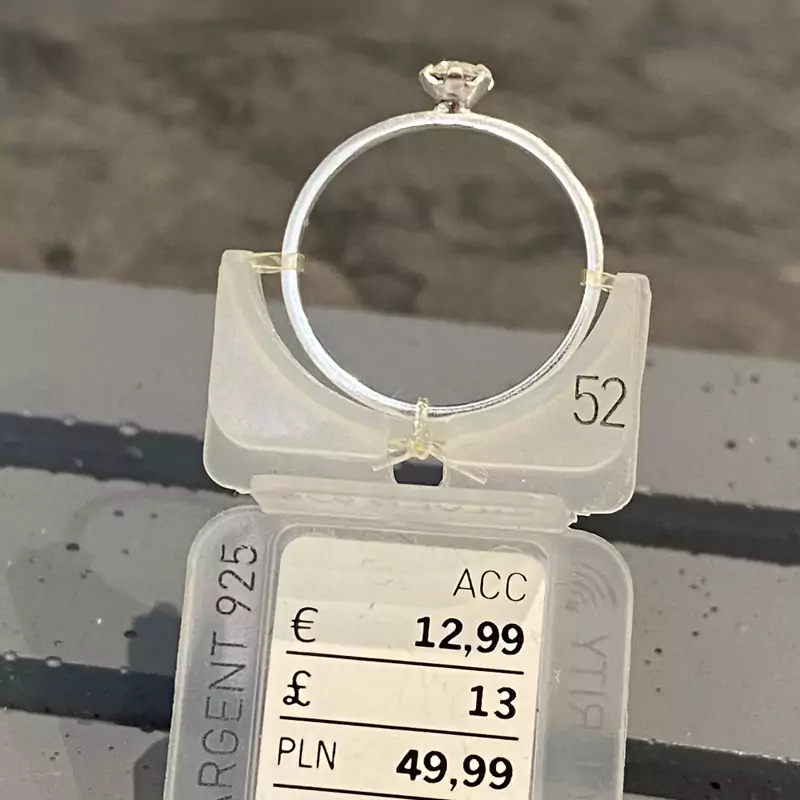 52
ARGENT 925
ACC
€ 12,99
£ 13
PLN 49,99